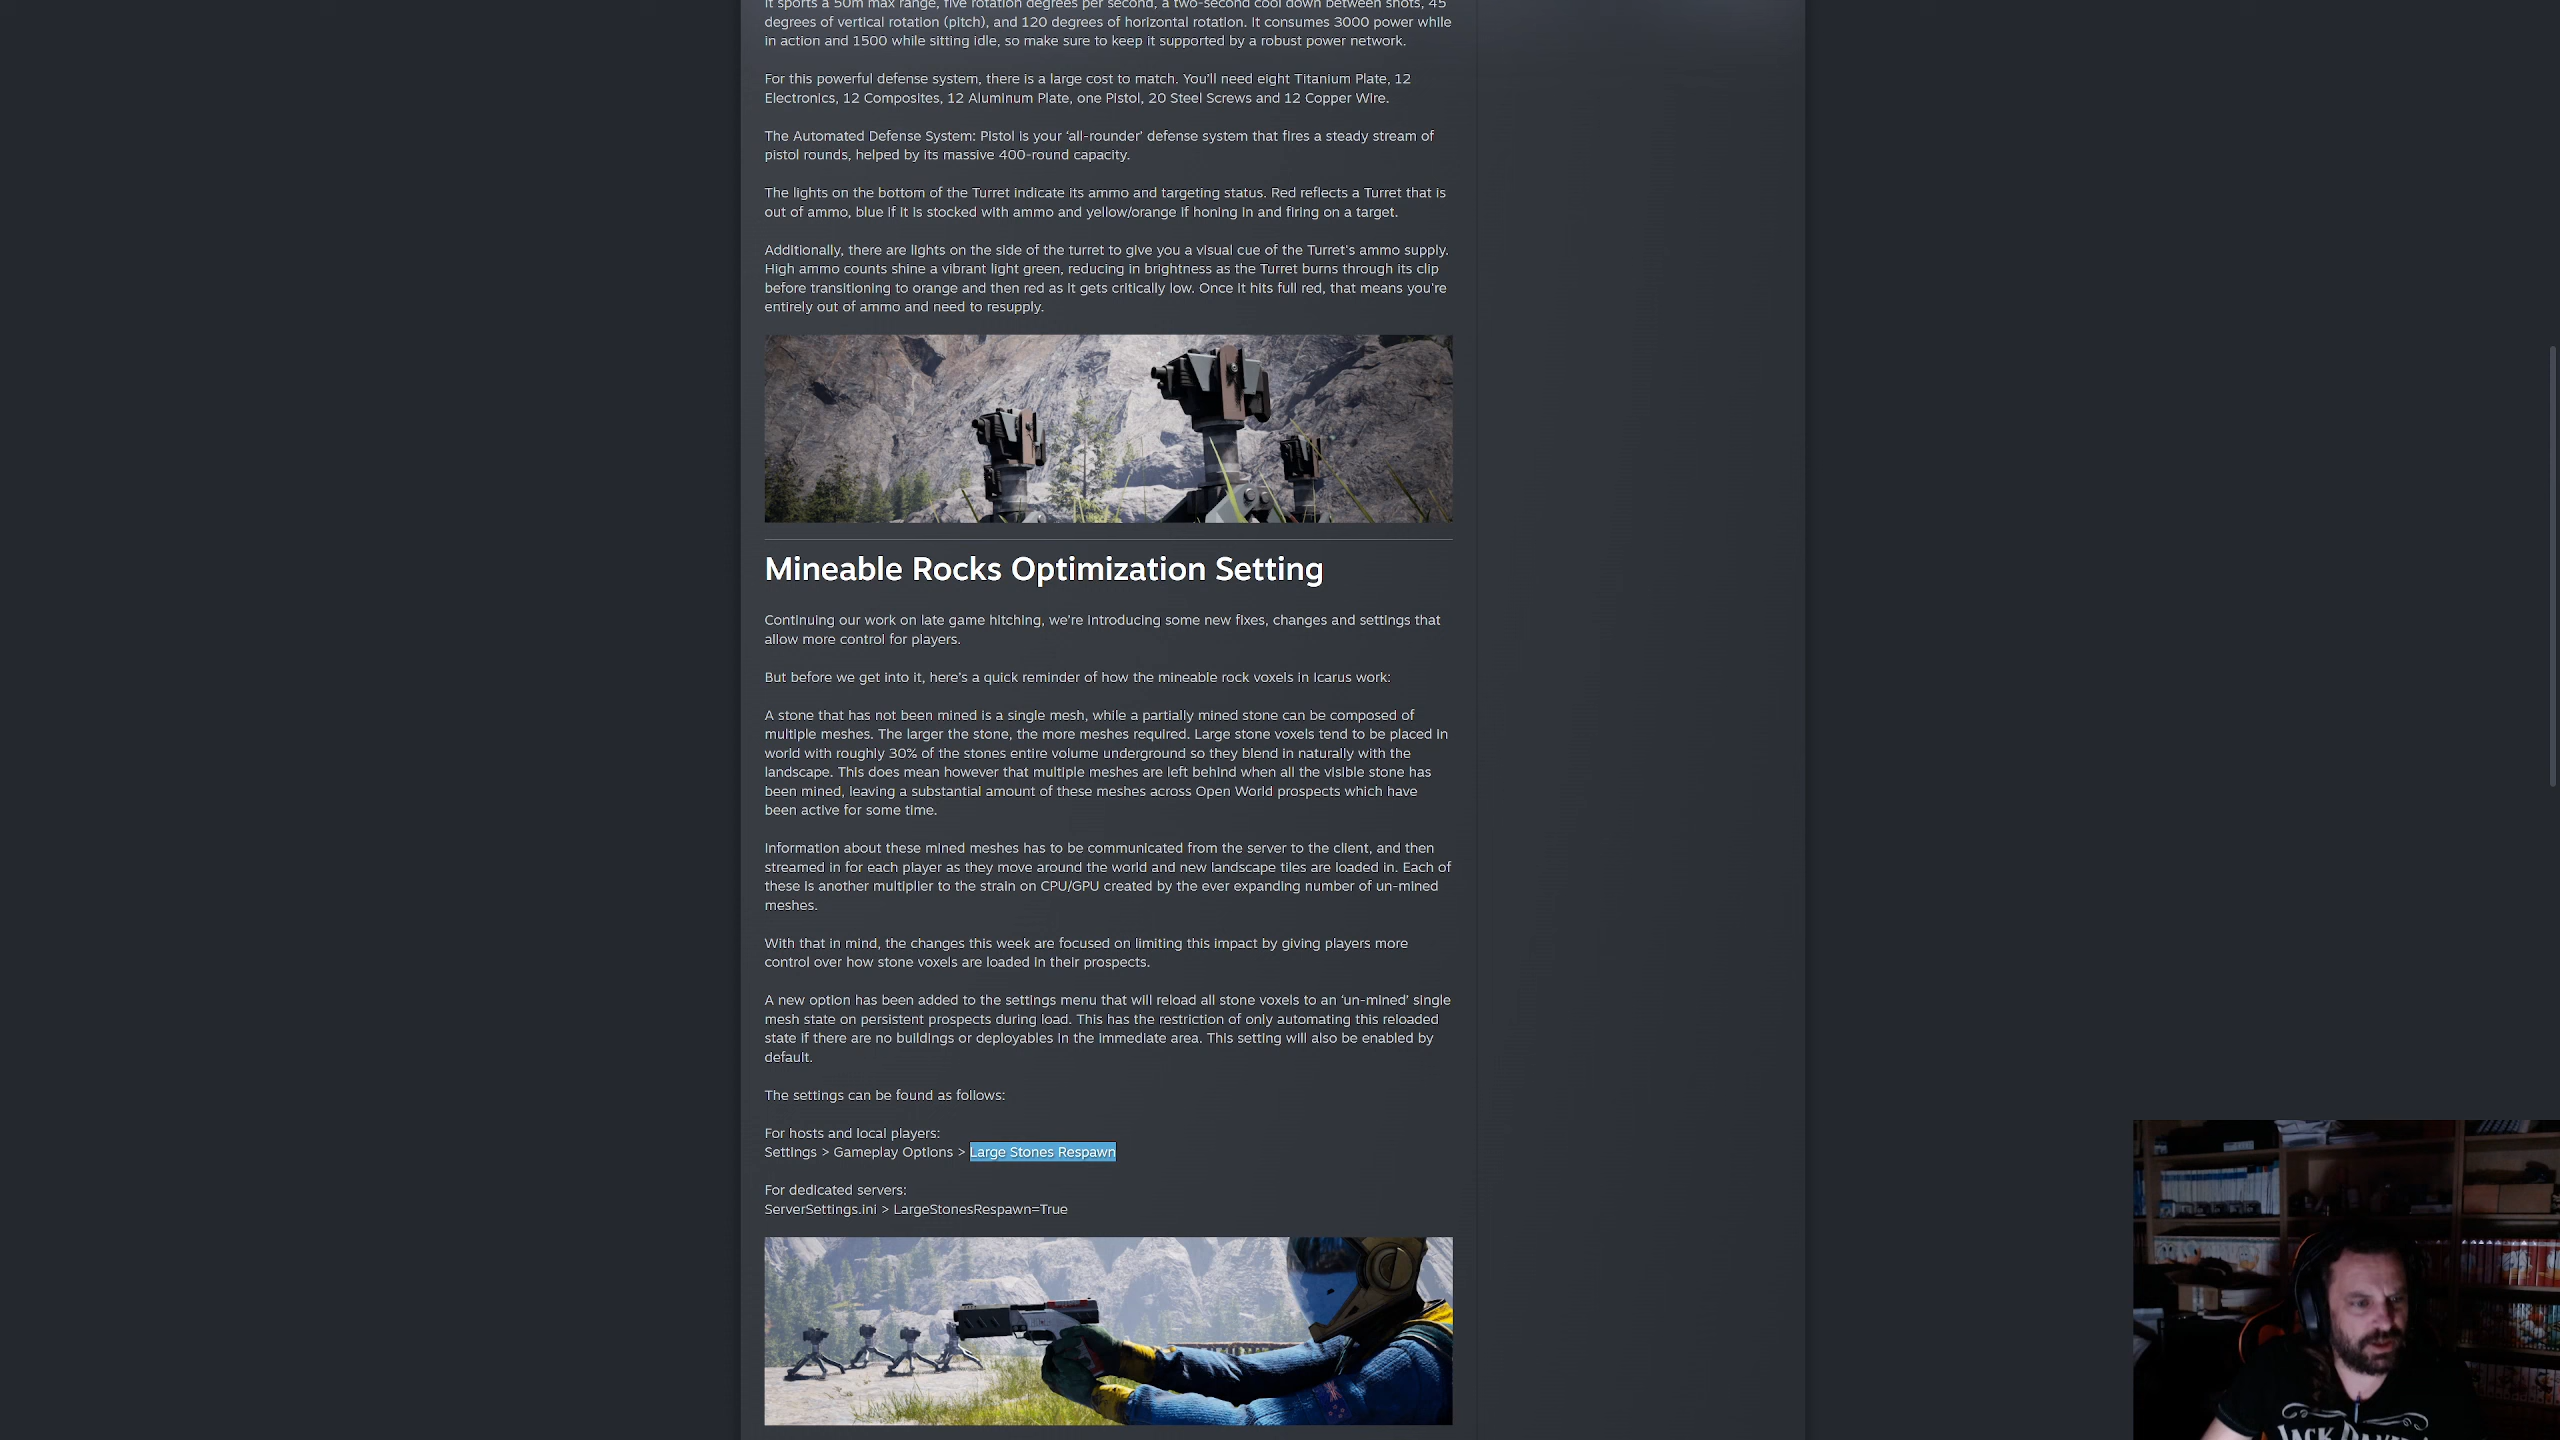 it sports a 50m max range, five rotation degrees per second, a two-second cool down between shots, 45
degrees of vertical rotation (pitch), and 120 degrees of horizontal rotation. It consumes 3000 power while
in action and 1500 while sitting idle, so make sure to keep it supported by a robust power network.
For this powerful defense system, there is a large cost to match. You'll need eight Titanium Plate, 12
Electronics, 12 Composites, 12 Aluminum Plate, one Pistol, 20 Steel Screws and 12 Copper Wire.
The Automated Defense System: Pistol is your ‘all-rounder’ defense system that fires a steady stream of
pistol rounds, helped by its massive 400-round capacity.
The lights on the bottom of the Turret indicate its ammo and targeting status. Red reflects a Turret that is
out of ammo, blue if it is stocked with ammo and yellow/orange if honing in and firing on a target.
Additionally, there are lights on the side of the turret to give you a visual cue of the Turret's ammo supply.
High ammo counts shine a vibrant light green, reducing in brightness as the Turret burns through its clip
before transitioning to orange and then red as it gets critically low. Once it hits full red, that means you're
entirely out of ammo and need to resupply.
Mineable Rocks Optimization Setting
Continuing our work on late game hitching, we're introducing some new fixes, changes and settings that
allow more control for players.
But before we get into it, here's a quick reminder of how the mineable rock voxels in Icarus work:
A stone that has not been mined is a single mesh, while a partially mined stone can be composed of
multiple meshes. The larger the stone, the more meshes required. Large stone voxels tend to be placed in
world with roughly 30% of the stones entire volume underground so they blend in naturally with the
landscape. This does mean however that multiple meshes are left behind when all the visible stone has
been mined, leaving a substantial amount of these meshes across Open World prospects which have
been active for some time.
Information about these mined meshes has to be communicated from the server to the client, and then
streamed in for each player as they move around the world and new landscape tiles are loaded in. Each of
these is another multiplier to the strain on CPU/GPU created by the ever expanding number of un-mined
meshes.
With that in mind, the changes this week are focused on limiting this impact by giving players more
control over how stone voxels are loaded in their prospects.
A new option has been added to the settings menu that will reload all stone voxels to an ‘un-mined’ single
mesh state on persistent prospects during load. This has the restriction of only automating this reloaded
state if there are no buildings or deployables in the immediate area. This setting will also be enabled by
default.
The settings can be found as follows:
For hosts and local players:
Settings > Gameplay Options > Large Stones Respawn
For dedicated servers:
ServerSettings.ini > LargeStonesRespawn=True